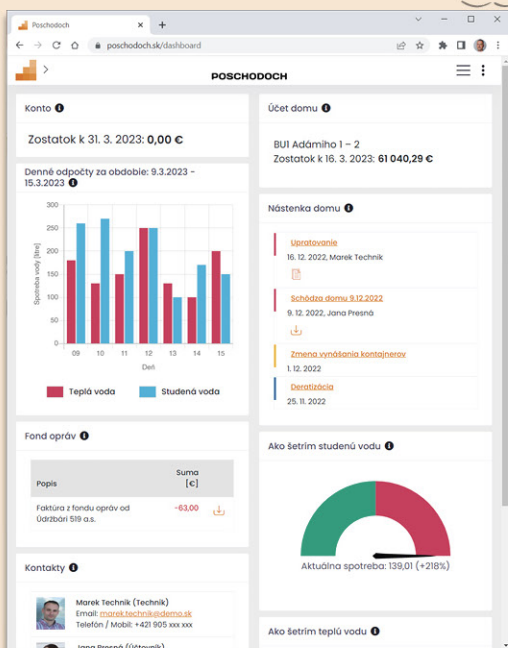 Poschodoch
poschodoch.sk/dashboard
POSCHODOCH
Konto
Zostatok k 31. 3. 2023: 0,00 €
Denné odpočty za obdobie: 9.3.2023 -
15.3.2023
300
250
200
150
100
50
0
Spotreba vody [litre]
09 10 11 12 13 14 15
Deň
Teplá voda Studená voda
Fond opráv
Popis Suma
[€]
Faktúra z fondu opráv od
Údržbári 519 a.s. -63,00
Kontakty
Marek Technik (Technik)
Email: marek.technik@demo.sk
Telefón / Mobil: +421 905 xxx xxx
Jana Presná (Účtovník)
Účet domu
BU1 Adámiho 1 – 2
Zostatok k 16. 3. 2023: 61 040,29 €
Nástenka domu
Upratovanie
16. 12. 2022, Marek Technik
Schôdza domu 9.12.2022
9. 12. 2022, Jana Presná
Zmena vynášania kontajnerov
1. 12. 2022
Deratizácia
25. 11. 2022
Ako šetrím studenú vodu
Aktuálna spotreba: 139,01 (+218%)
Ako šetrím teplú vodu